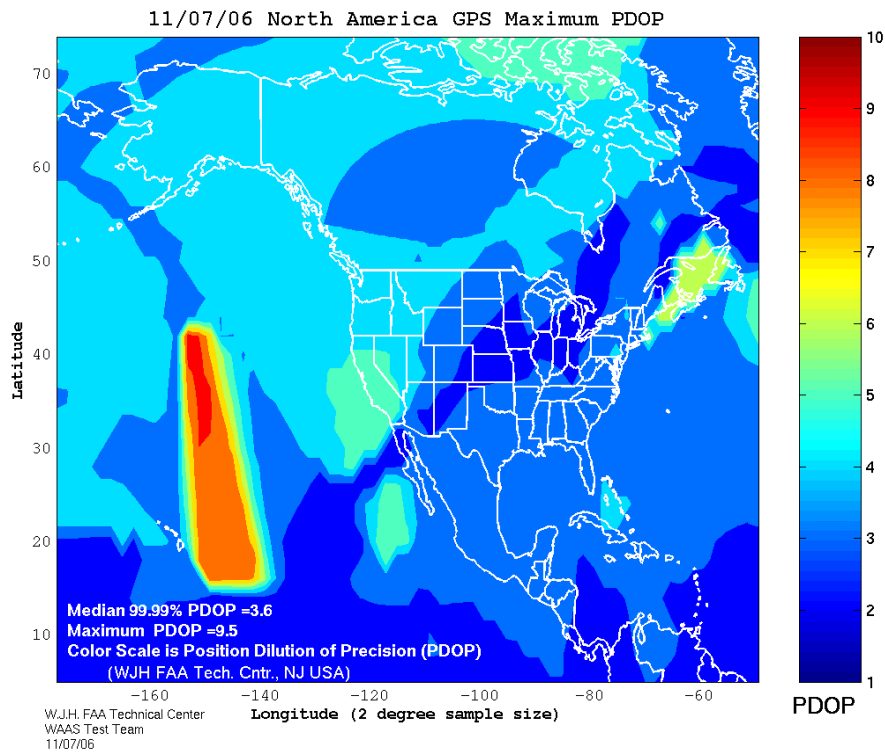 11/07/06 North America GPS Maximum PDOP
70
60
50
40
30
20
10
Latitude
Median 99.99% PDOP =3.6
Maximum  PDOP =9.5
Color Scale is Position Dilution of Precision (PDOP)
(WJH FAA Tech. Cntr., NJ USA)
−160
−140
−120
−100
−80
−60
Longitude (2 degree sample size)
10
9
8
7
6
5
4
3
2
1
PDOP
W.J.H. FAA Technical Center
WAAS Test Team
11/07/06